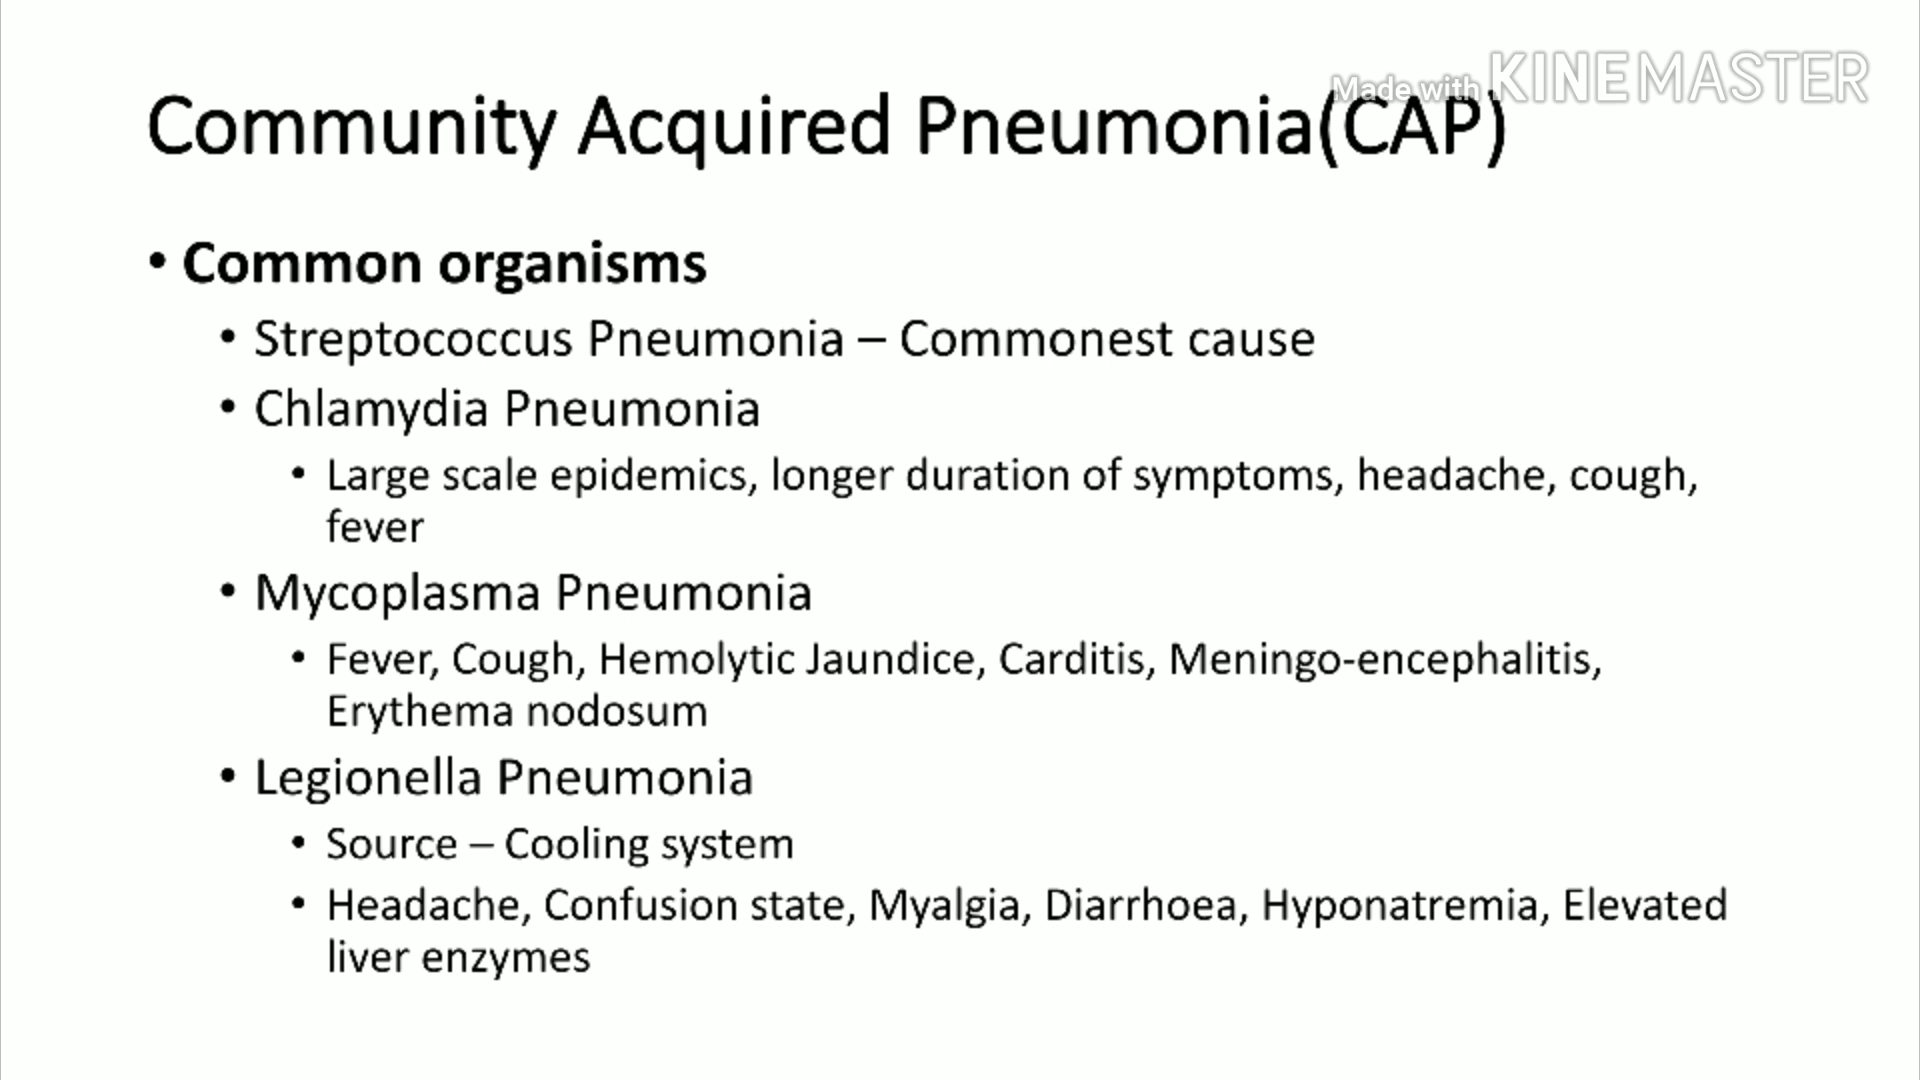 Made with KINEMASTER
Community Acquired Pneumonia(CAP)
• Common organisms
• Streptococcus Pneumonia – Commonest cause
• Chlamydia Pneumonia
• Large scale epidemics, longer duration of symptoms, headache, cough,
fever
• Mycoplasma Pneumonia
• Fever, Cough, Hemolytic Jaundice, Carditis, Meningo-encephalitis,
Erythema nodosum
• Legionella Pneumonia
• Source – Cooling system
• Headache, Confusion state, Myalgia, Diarrhoea, Hyponatremia, Elevated
liver enzymes